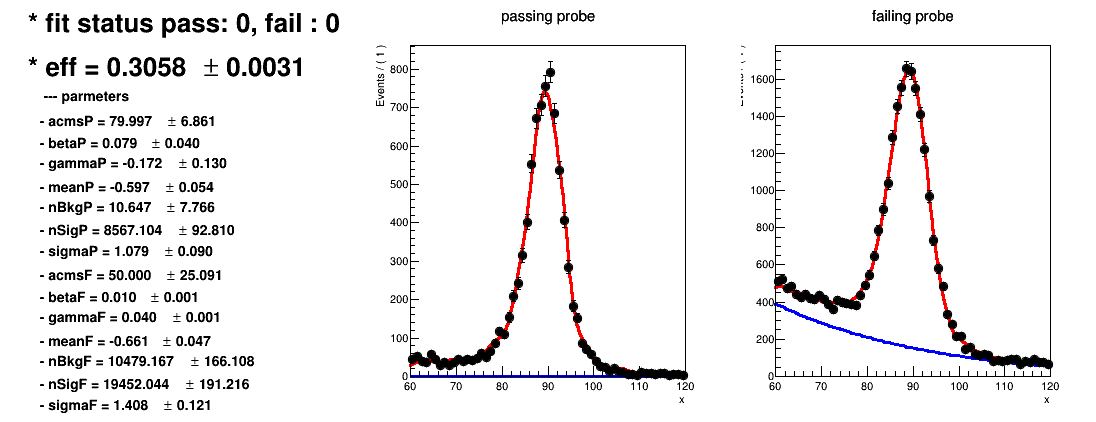 * fit status pass: 0, fail : 0
* eff = 0.3058 ± 0.0031
--- parmeters
- acmsP = 79.997 ± 6.861
- betaP = 0.079 ± 0.040
- gammaP = -0.172 ± 0.130
- meanP = -0.597 ± 0.054
- nBkgP = 10.647 ± 7.766
- nSigP = 8567.104 ± 92.810
- sigmaP = 1.079 ± 0.090
- acmsF = 50.000 ± 25.091
- betaF = 0.010 ± 0.001
- gammaF = 0.040 ± 0.001
- meanF = -0.661 ± 0.047
- nBkgF = 10479.167 ± 166.108
- nSigF = 19452.044 ± 191.216
- sigmaF = 1.408 ± 0.121
passing probe
Events / ( 1 )
800
700
600
500
400
300
200
100
0
60 70 80 90 100 110 120
x
failing probe
Events / ( 1 )
1600
1400
1200
1000
800
600
400
200
0
60 70 80 90 100 110 120
x